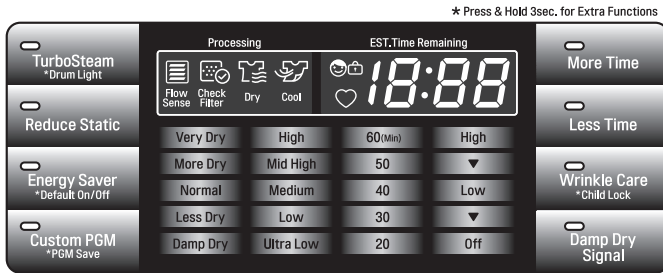 * Press & Hold 3sec. for Extra Functions
TurboSteam
*Drum Light
Reduce Static
Energy Saver
*Default On/Off
Custom PGM
*PGM Save
Processing
EST.Time Remaining
Flow Sense
Check Filter
Dry
Cool
18:88
Very Dry High 60(Min) High
More Dry Mid High 50 ▼
Normal Medium 40 Low
Less Dry Low 30 ▼
Damp Dry Ultra Low 20 Off
More Time
Less Time
Wrinkle Care
*Child Lock
Damp Dry
Signal